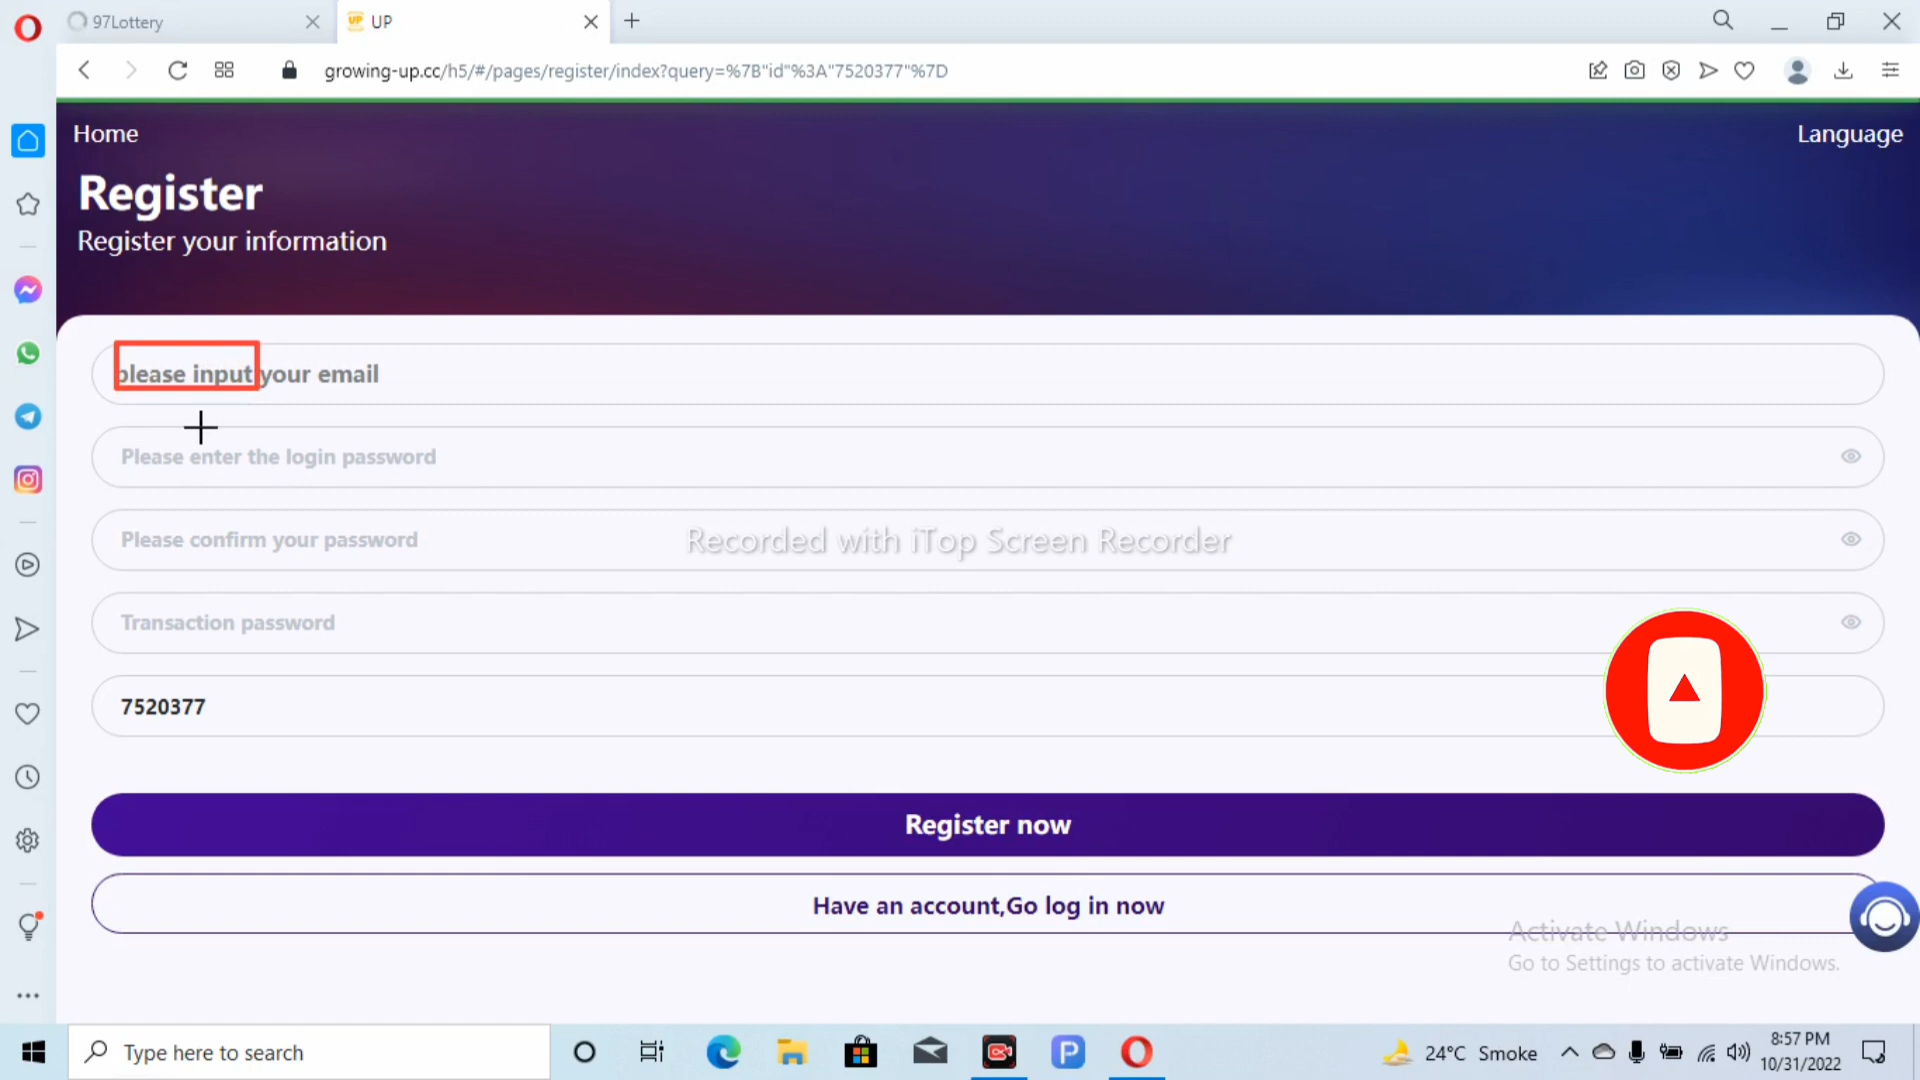 97Lottery
UP UP
growing-up.cc/h5/#/pages/register/index?query=%7B"id"%3A"7520377"%7D
Home
Language
Register
Register your information
please input your email
Please enter the login password
Please confirm your password
Recorded with iTop Screen Recorder
Transaction password
7520377
Register now
Have an account,Go log in now
Activate Windows
Go to Settings to activate Windows.
Type here to search
P
24°C Smoke
8:57 PM
10/31/2022